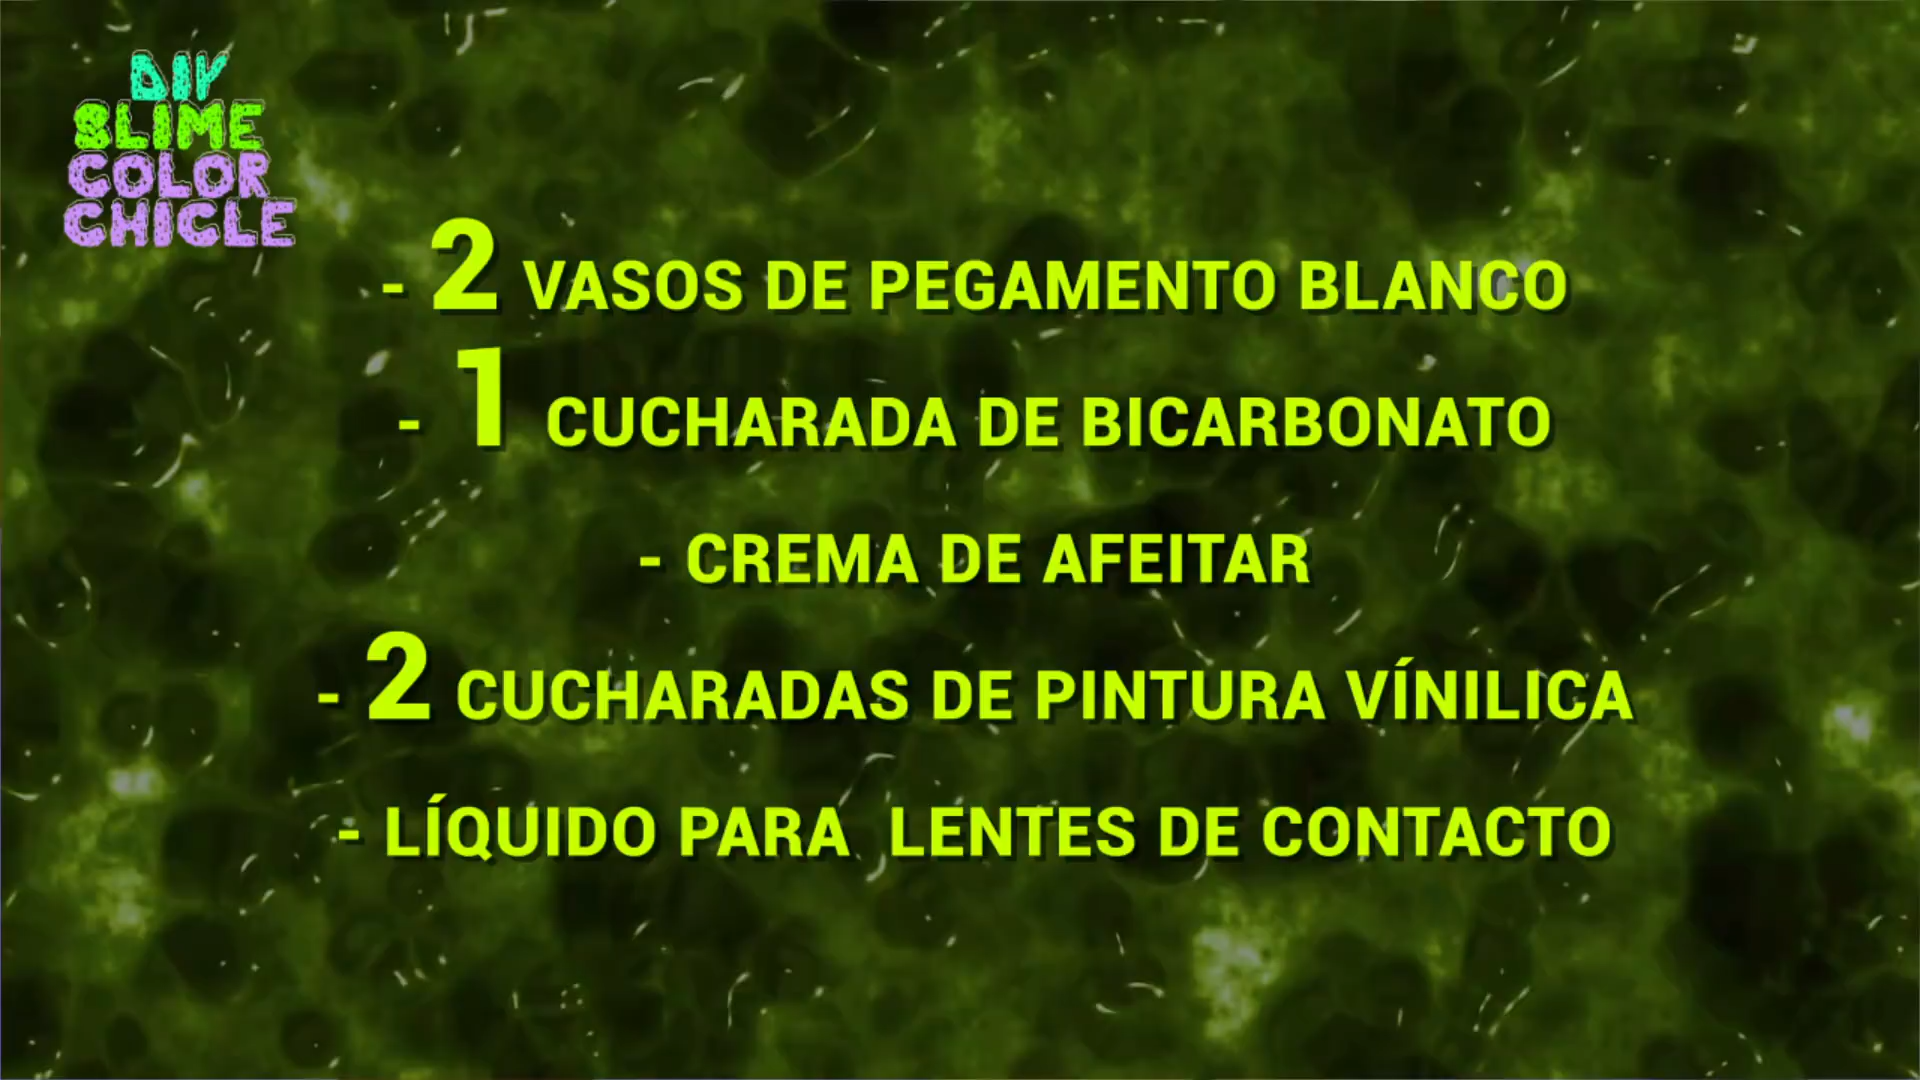 DIY
SLIME
COLOR
CHICLE
- 2 VASOS DE PEGAMENTO BLANCO
- 1 CUCHARADA DE BICARBONATO
- CREMA DE AFEITAR
- 2 CUCHARADAS DE PINTURA VÍNILICA
- LÍQUIDO PARA LENTES DE CONTACTO